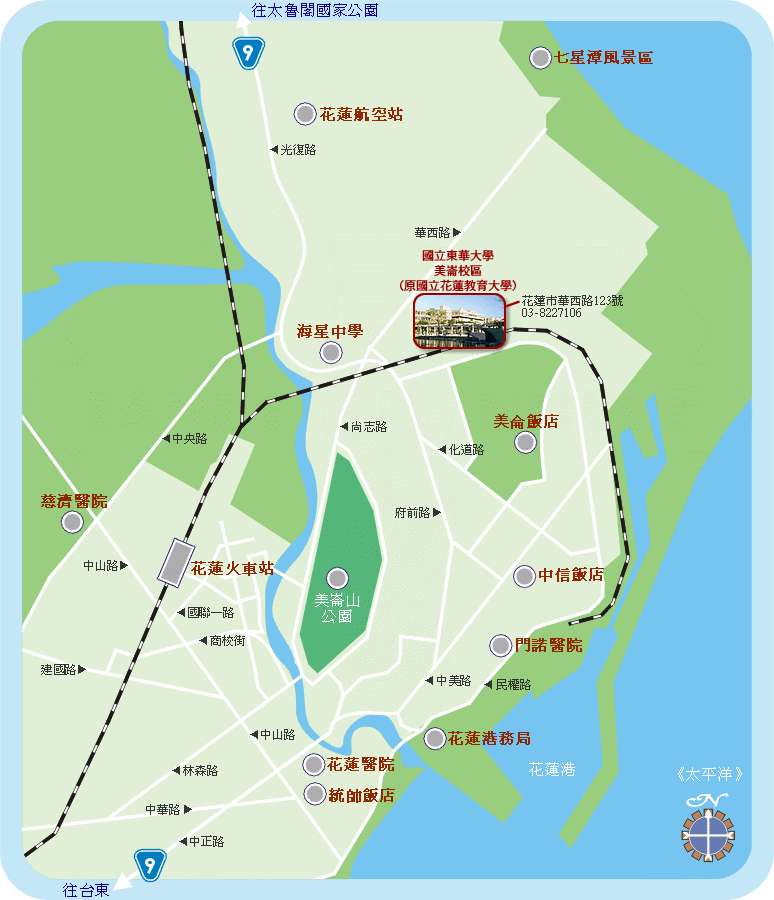 往太魯閣國家公園
9
七星潭風景區
花蓮航空站
光復路
華西路
國立東華大學
美崙校區
(原國立花蓮教育大學)
花蓮市華西路123號
03-8227106
海星中學
美侖飯店
尚志路
中央路
化道路
慈濟醫院
府前路
中山路
花蓮火車站
中信飯店
美崙山
公園
國聯一路
商校街
門諾醫院
建國路
中美路
民權路
中山路
花蓮港務局
花蓮醫院
林森路
花蓮港
《太平洋》
統帥飯店
N
中華路
中正路
9
往台東